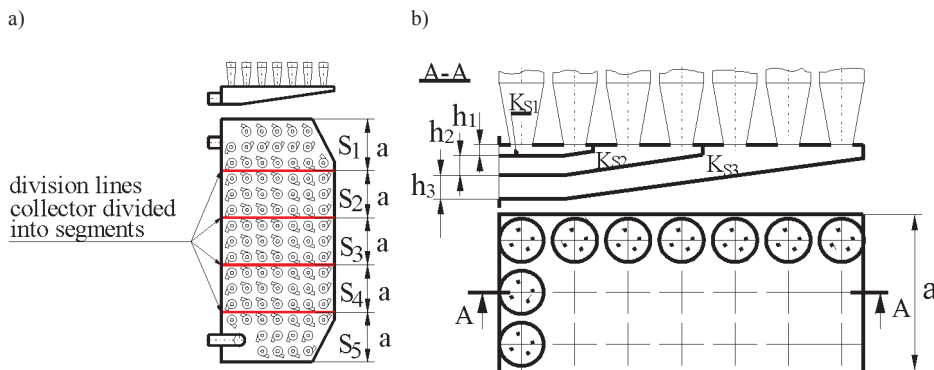 a)
b)
A-A
KS1
h1
h2
h3
KS2
KS3
S1 a
S2 a
S3 a
S4 a
S5 a
division lines
collector divided
into segments
A
A
a